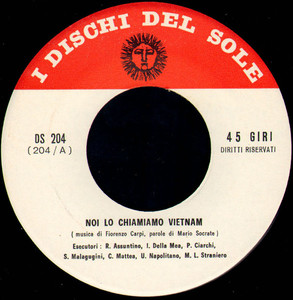 I DISCHI DEL SOLE
DS 204
(204/A)
45 GIRI
DIRITTI RISERVATI
NOI LO CHIAMIAMO VIETNAM
(musica di Fiorenzo Carpi, parole di Mario Socrate)
Esecutori: R. Assuntino, I. Della Mea, P. Ciarchi,
S. Malagugini, C. Mattea, U. Napolitano, M. L. Straniero